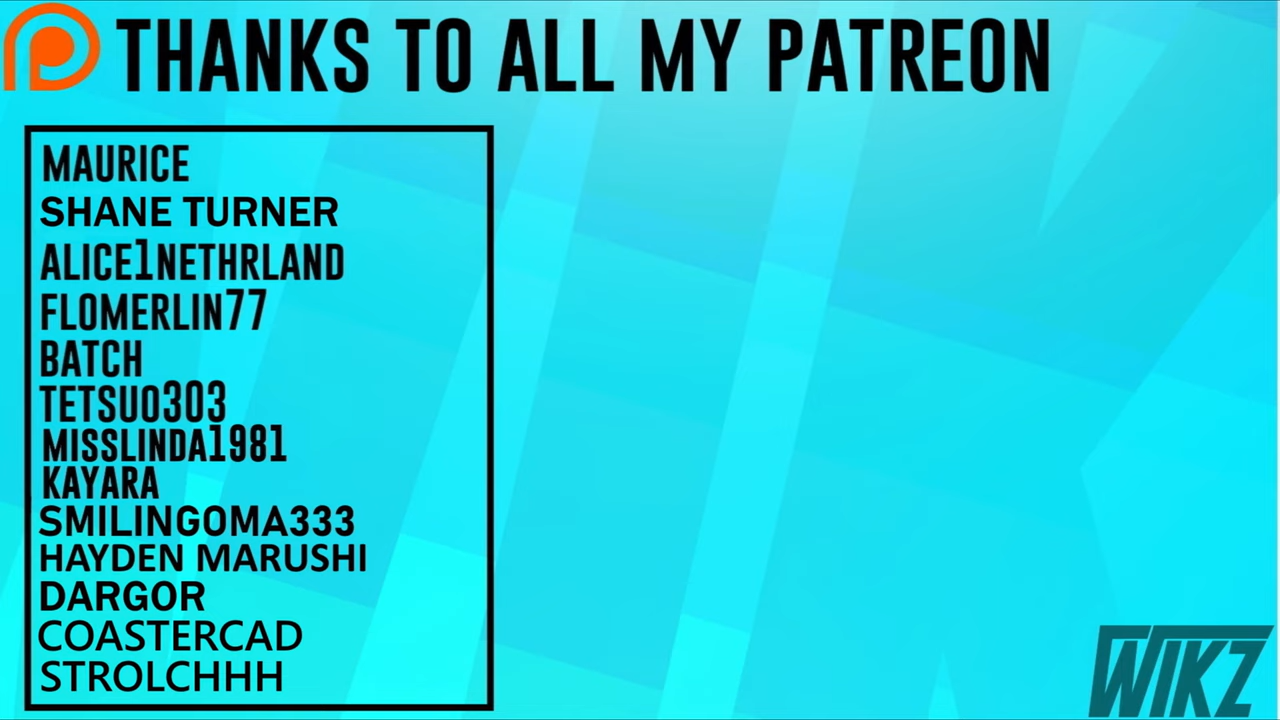 THANKS TO ALL MY PATREON
MAURICE
SHANE TURNER
ALICE1NETHRLAND
FLOMERLIN77
BATCH
TETSUO303
MISSLINDA1981
KAYARA
SMILINGOMA333
HAYDEN MARUSHI
DARGOR
COASTERCAD
STROLCHHH
WIKZ